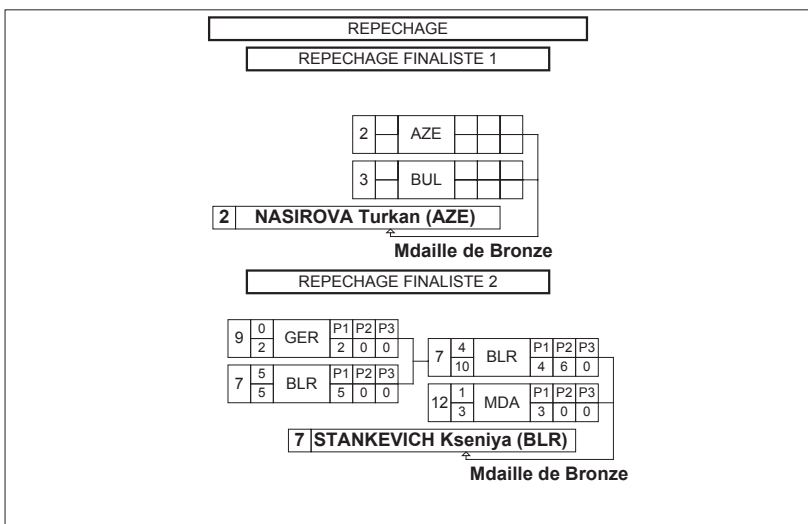 REPECHAGE
REPECHAGE FINALISTE 1
2 AZE
3 BUL
2 NASIROVA Turkan (AZE)
Mdaille de Bronze
REPECHAGE FINALISTE 2
9 0 2 GER P1 P2 P3 2 0 0
7 5 5 BLR P1 P2 P3 5 0 0
7 4 10 BLR P1 P2 P3 4 6 0
12 1 3 MDA P1 P2 P3 3 0 0
7 STANKEVICH Kseniya (BLR)
Mdaille de Bronze